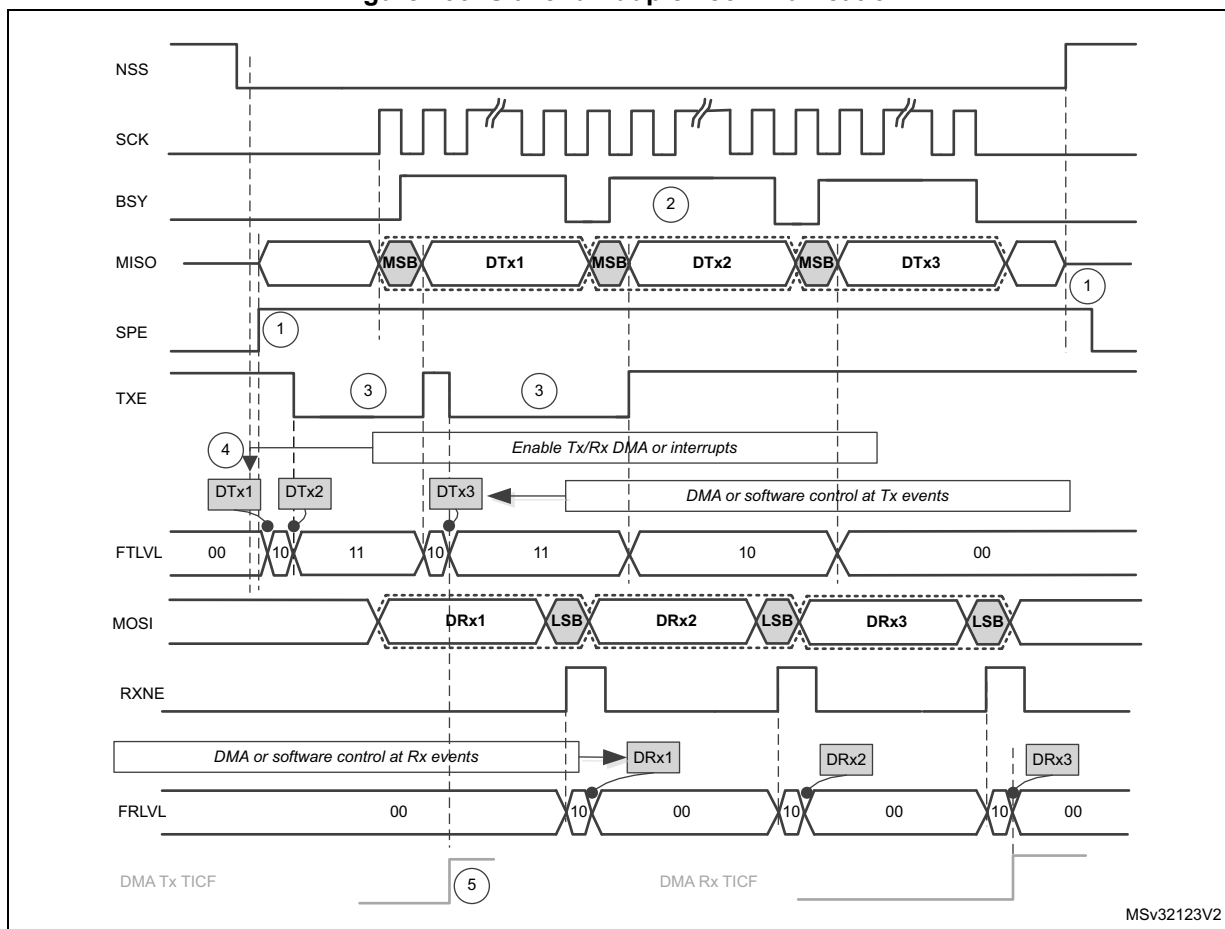 NSS
SCK
BSY
2
MISO
MSB DTx1 MSB DTx2 MSB DTx3
1
SPE
1
TXE
3 3
4
Enable Tx/Rx DMA or interrupts
DTx1 DTx2 DTx3
DMA or software control at Tx events
FTLVL
00 10 11 10 11 10 00
MOSI
DRx1 LSB DRx2 LSB DRx3 LSB
RXNE
DMA or software control at Rx events
DRx1 DRx2 DRx3
FRLVL
00 10 00 10 00 10 00
DMA Tx TICF
5
DMA Rx TICF
MSv32123V2